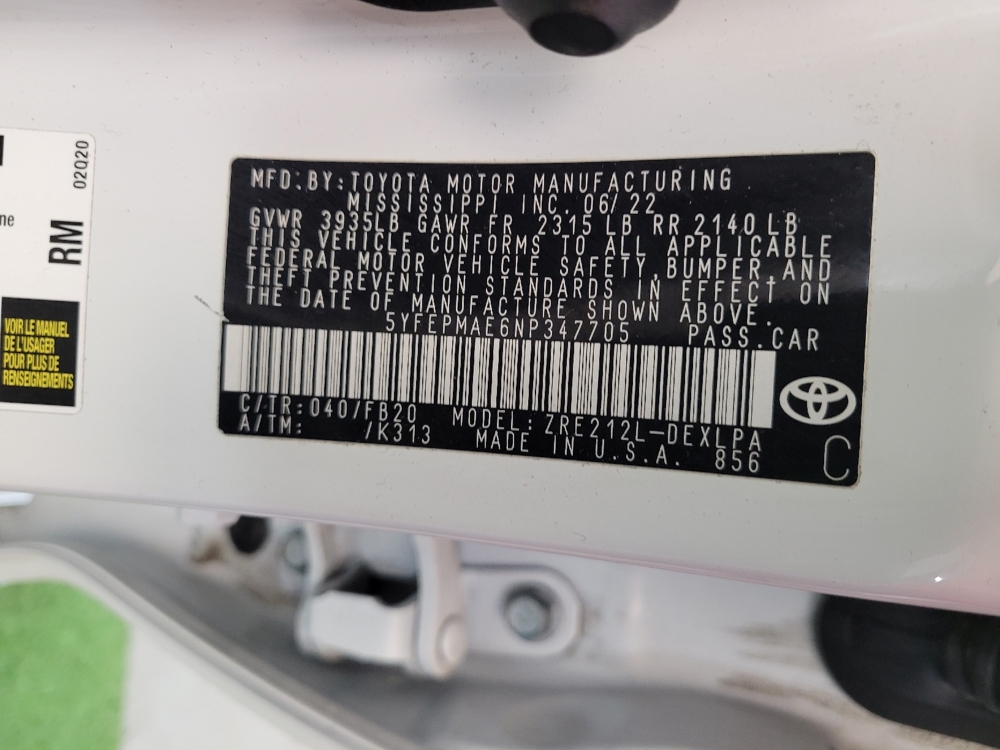 02Q20
ne
RM
VOIR LE MANUEL
DE L'USAGER
POUR PLUS DE
RENSEIGNEMENTS
MFD.BY:TOYOTA MOTOR MANUFACTURING
MISSISSIPPI INC. 06/22
GVWR 3935LB GAWR FR 2315 LB RR 2140 LB
THIS VEHICLE CONFORMS TO ALL APPLICABLE
FEDERAL MOTOR VEHICLE SAFETY,BUMPER,AND
THEFT PREVENTION STANDARDS IN EFFECT ON
THE DATE OF MANUFACTURE SHOWN ABOVE.
5YFEPMAE6NP347705 PASS.CAR
C/TR:040/FB20 MODEL:ZRE212L-DEXLPA
A/TM: /K313 MADE IN U.S.A. 856
C